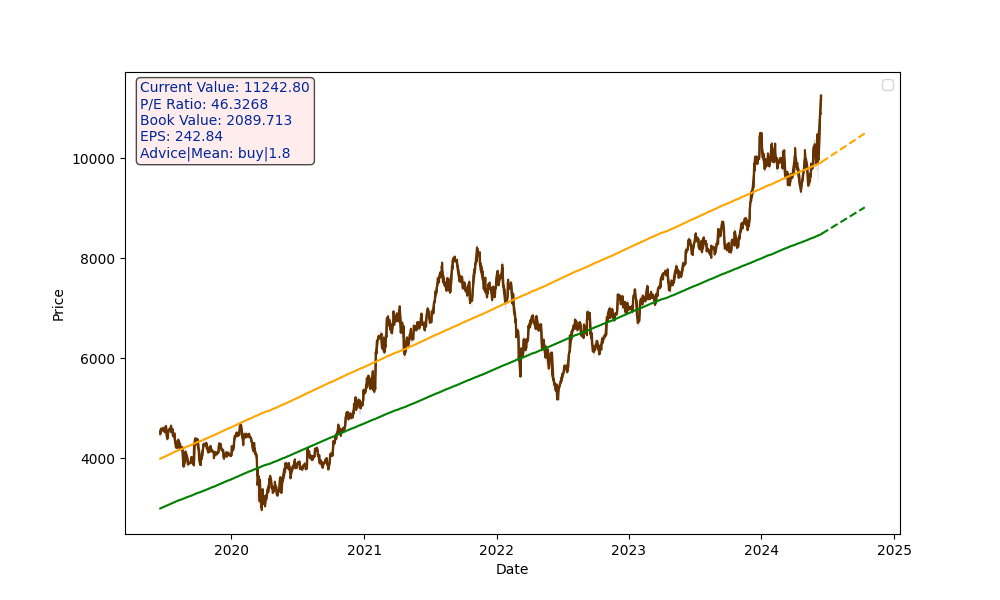 Current Value: 11242.80
P/E Ratio: 46.3268
Book Value: 2089.713
EPS: 242.84
Advice|Mean: buy|1.8
10000
8000
6000
4000
Price
2020 2021 2022 2023 2024 2025
Date